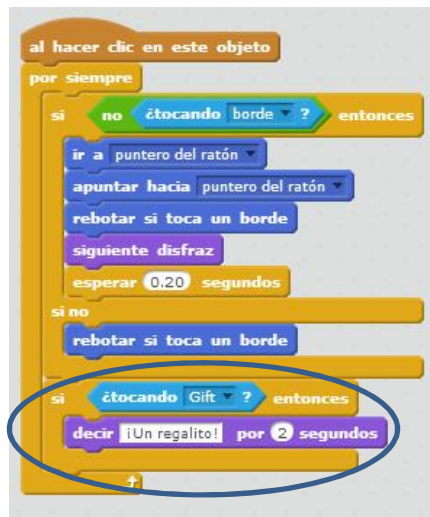 al hacer clic en este objeto
por siempre
si no ¿tocando borde ? entonces
ir a puntero del ratón
apuntar hacia puntero del ratón
rebotar si toca un borde
siguiente disfraz
esperar 0.20 segundos
si no
rebotar si toca un borde
si ¿tocando Gift ? entonces
decir ¡Un regalito! por 2 segundos